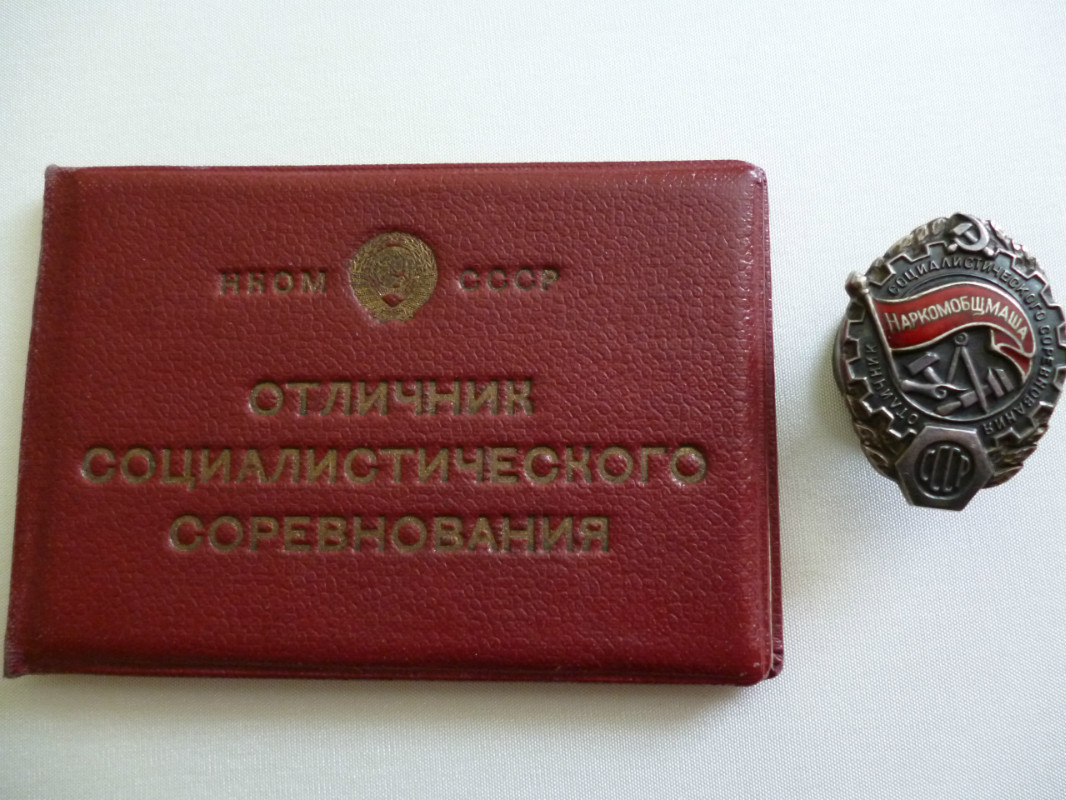 НКОМ СССР
ОТЛИЧНИК
СОЦИАЛИСТИЧЕСКОГО
СОРЕВНОВАНИЯ
ОТЛИЧНИК СОЦИАЛИСТИЧЕСКОГО СОРЕВНОВАНИЯ
НАРКОМОБЩМАША
СССР